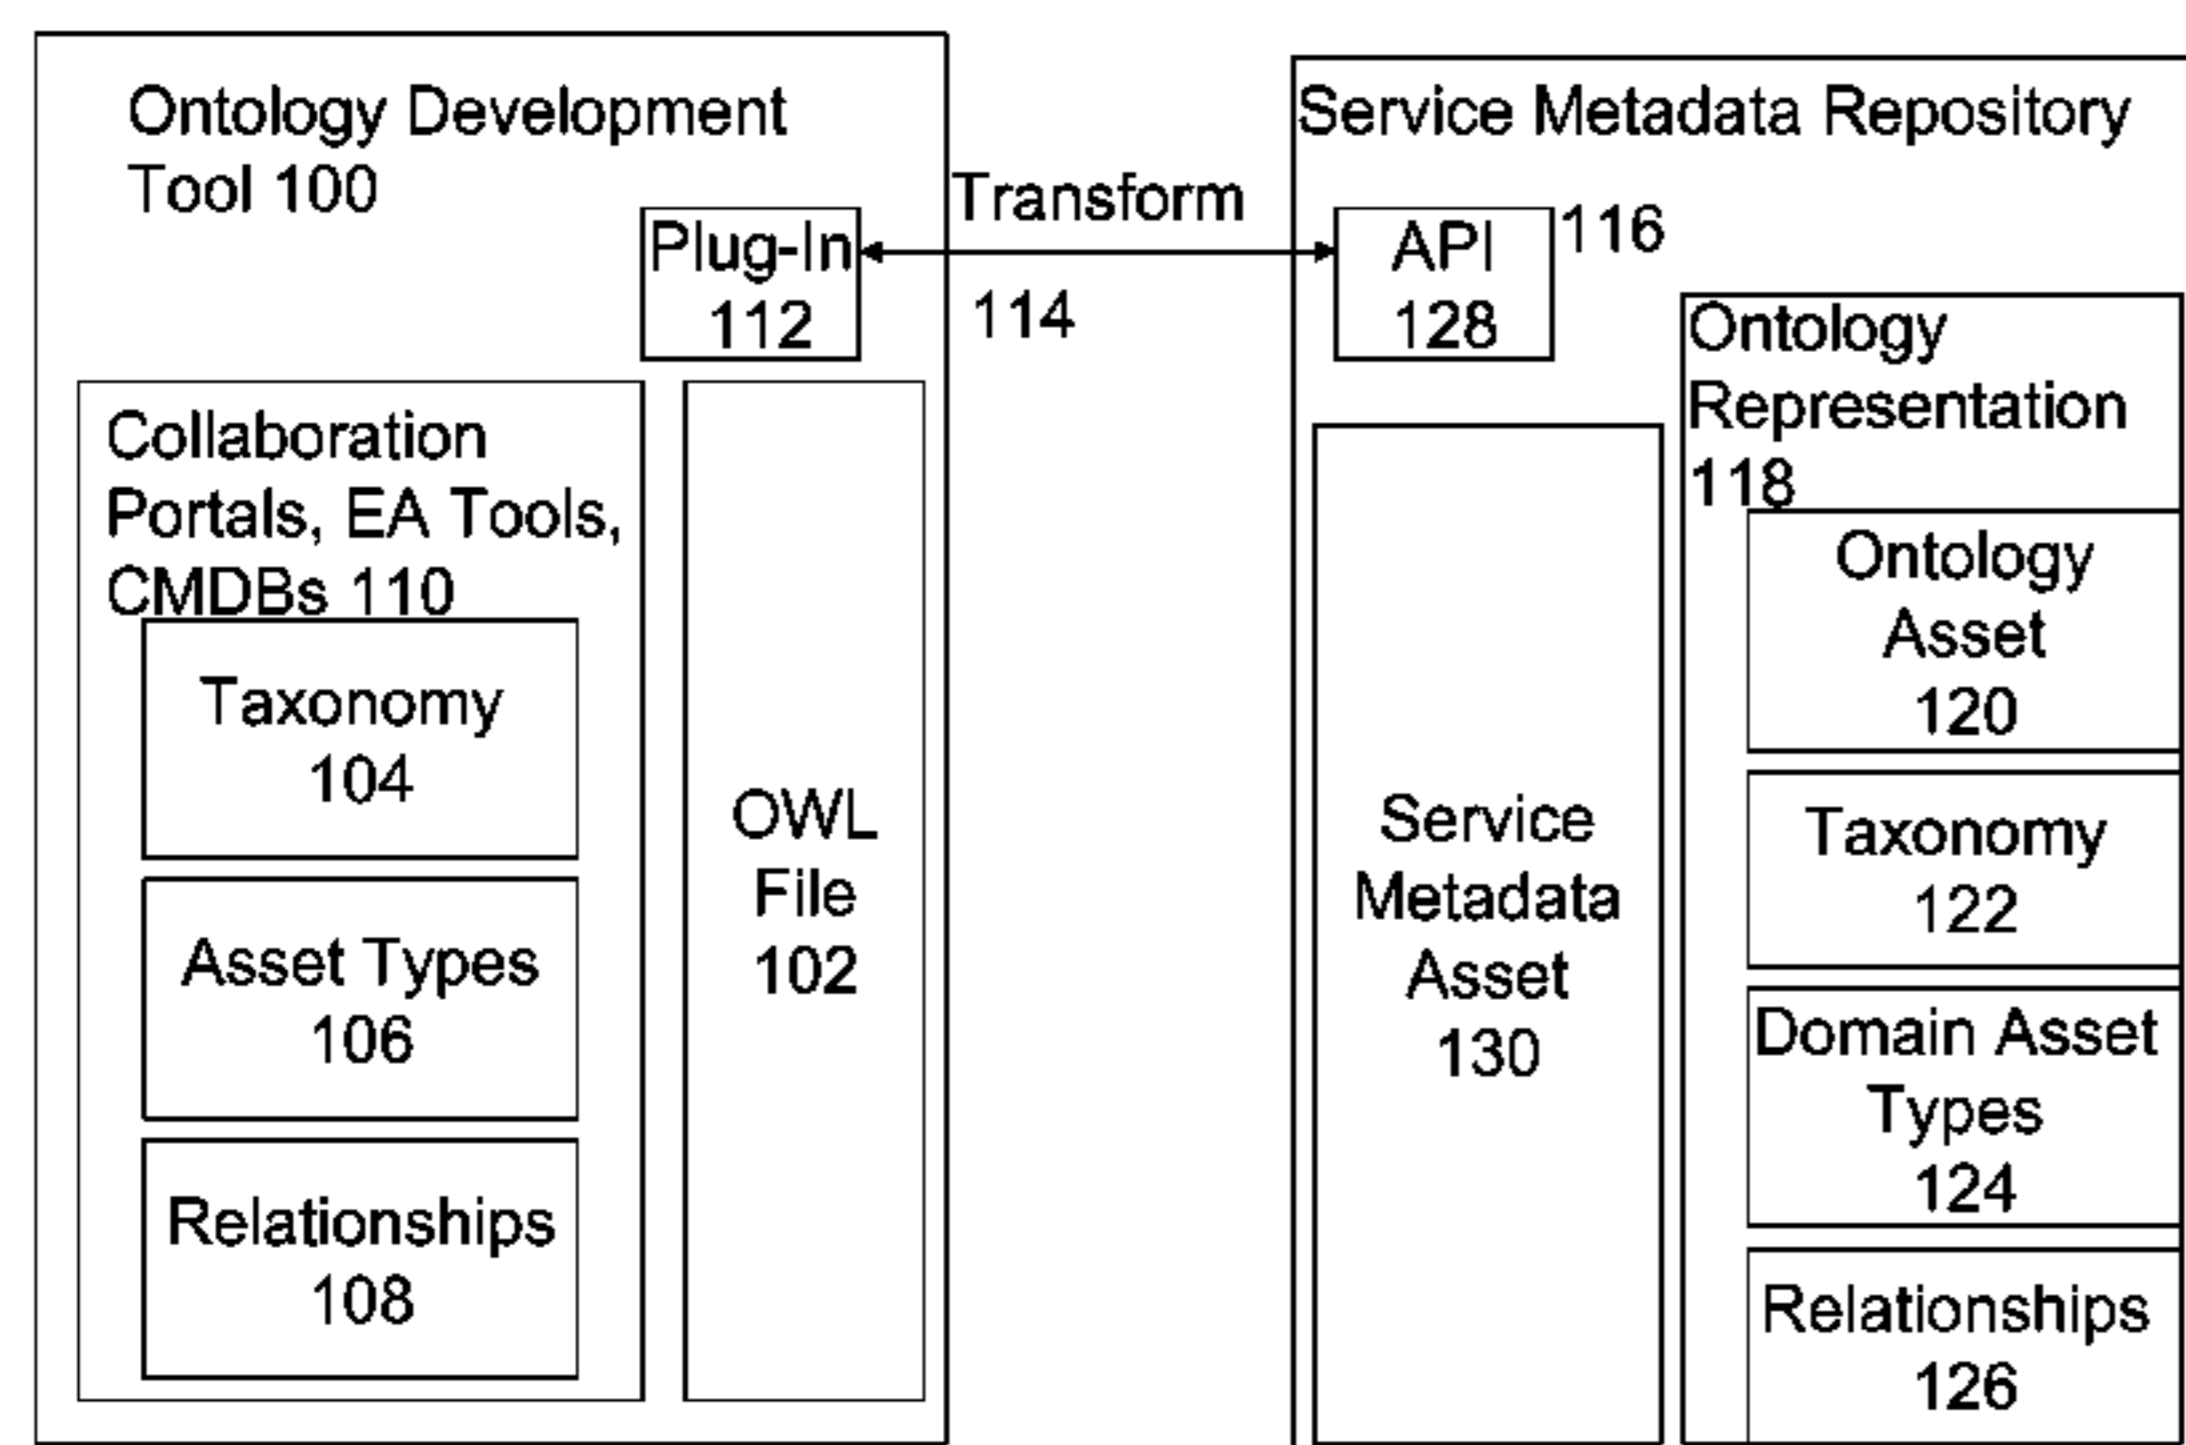 Ontology Development
Tool 100
Plug-In
112
Collaboration
Portals, EA Tools,
CMDBs 110
Taxonomy
104
Asset Types
106
Relationships
108
OWL
File
102
Transform
114
Service Metadata Repository
116
API
128
Service
Metadata
Asset
130
Ontology
Representation
118
Ontology
Asset
120
Taxonomy
122
Domain Asset
Types
124
Relationships
126